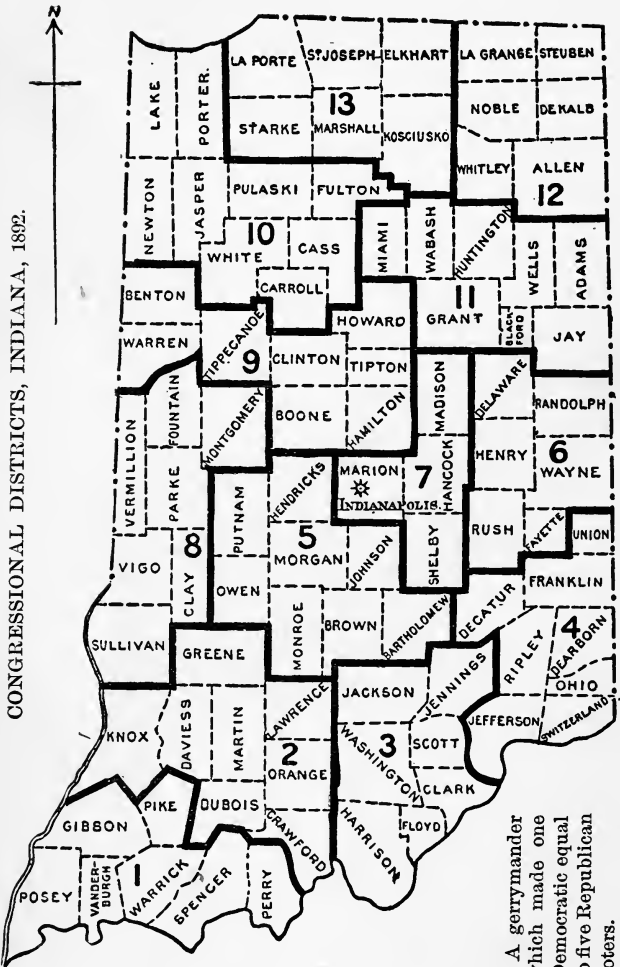 CONGRESSIONAL DISTRICTS, INDIANA, 1892.
N
LAKE
PORTER.
LA PORTE
ST JOSEPH
ELKHART
LA GRANGE
STEUBEN
STARKE
13
MARSHALL
KOSCIUSKO
NOBLE
DEKALB
WHITLEY
ALLEN
12
NEWTON
JASPER
PULASKI
FULTON
10
WHITE
CASS
CARROLL
MIAMI
WABASH
HUNTINGTON
WELLS
ADAMS
11
GRANT
BLACK-
FORD
JAY
BENTON
WARREN
TIPPECANOE
9
CLINTON
HOWARD
TIPTON
BOONE
HAMILTON
MADISON
DELAWARE
RANDOLPH
HENRY
6
WAYNE
FOUNTAIN
MONTGOMERY
VERMILLION
PARKE
VIGO
8
CLAY
SULLIVAN
PUTNAM
HENDRICKS
MARION
INDIANAPOLIS.
7
HANCOCK
SHELBY
RUSH
FAYETTE
UNION
5
MORGAN
JOHNSON
OWEN
MONROE
BROWN
BARTHOLOMEW
DECATUR
FRANKLIN
RIPLEY
4
DEARBORN
OHIO
SWITZERLAND
JEFFERSON
GREENE
KNOX
DAVIESS
MARTIN
LAWRENCE
2
ORANGE
DUBOIS
CRAWFORD
JACKSON
JENNINGS
3
WASHINGTON
SCOTT
CLARK
FLOYD
HARRISON
GIBSON
PIKE
POSEY
VANDER-
BURGH
1
WARRICK
SPENCER
PERRY
A gerrymander
which made one
Democratic equal
to five Republican
voters.